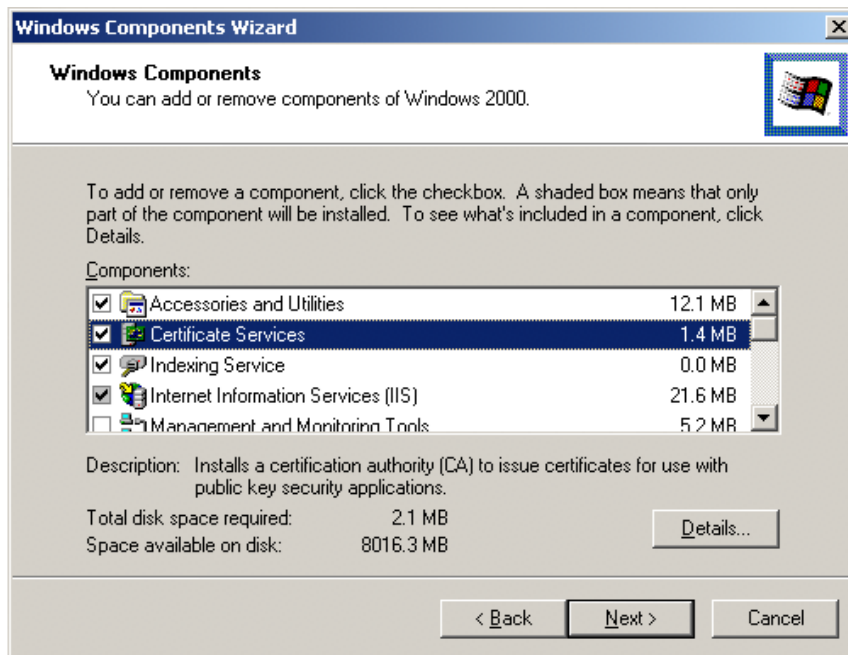 Windows Components Wizard
Windows Components
You can add or remove components of Windows 2000.
To add or remove a component, click the checkbox. A shaded box means that only
part of the component will be installed. To see what's included in a component, click
Details.
Components:
Accessories and Utilities 12.1 MB
Certificate Services 1.4 MB
Indexing Service 0.0 MB
Internet Information Services (IIS) 21.6 MB
Management and Monitoring Tools 5.2 MB
Description: Installs a certification authority (CA) to issue certificates for use with
public key security applications.
Total disk space required: 2.1 MB
Space available on disk: 8016.3 MB
Details...
< Back Next > Cancel